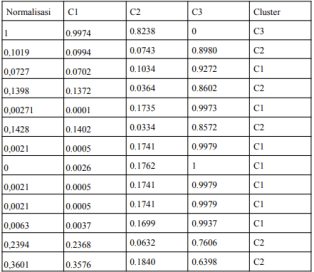 Normalisasi C1 C2 C3 Cluster
1 0.9974 0.8238 0 C3
0.1019 0.0994 0.0743 0.8980 C2
0,0727 0.0702 0.1034 0.9272 C1
0,1398 0.1372 0.0364 0.8602 C2
0,00271 0.0001 0.1735 0.9973 C1
0,1428 0.1402 0.0334 0.8572 C2
0,0021 0.0005 0.1741 0.9979 C1
0 0.0026 0.1762 1 C1
0,0021 0.0005 0.1741 0.9979 C1
0,0021 0.0005 0.1741 0.9979 C1
0,0063 0.0037 0.1699 0.9937 C1
0,2394 0.2368 0.0632 0.7606 C2
0,3601 0.3576 0.1840 0.6398 C2